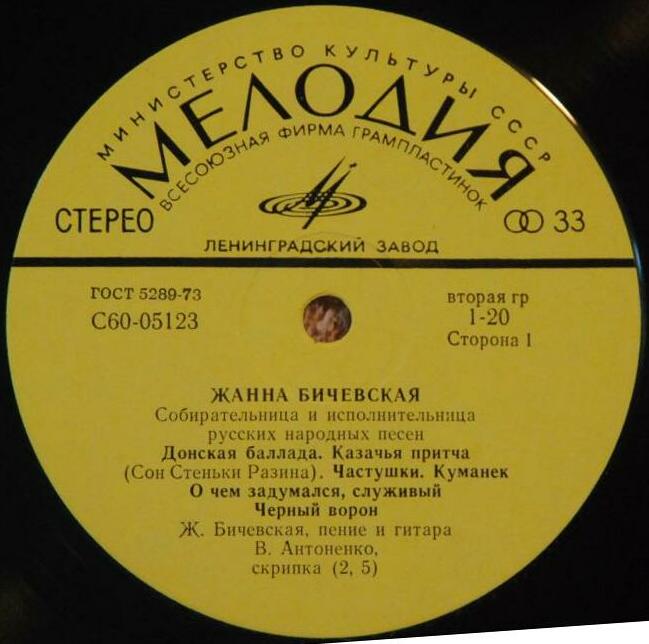 МИНИСТЕРСТВО КУЛЬТУРЫ СССР
МЕЛОДИЯ
ВСЕСОЮЗНАЯ ФИРМА ГРАМПЛАСТИНОК
СТЕРЕО
33
ЛЕНИНГРАДСКИЙ ЗАВОД
ГОСТ 5289-73
вторая гр
С60-05123
1-20
Сторона 1
ЖАННА БИЧЕВСКАЯ
Собирательница и исполнительница
русских народных песен
Донская баллада. Казачья притча
(Сон Стеньки Разина). Частушки. Куманек
О чем задумался, служивый
Черный ворон
Ж. Бичевская, пение и гитара
В. Антоненко,
скрипка (2, 5)